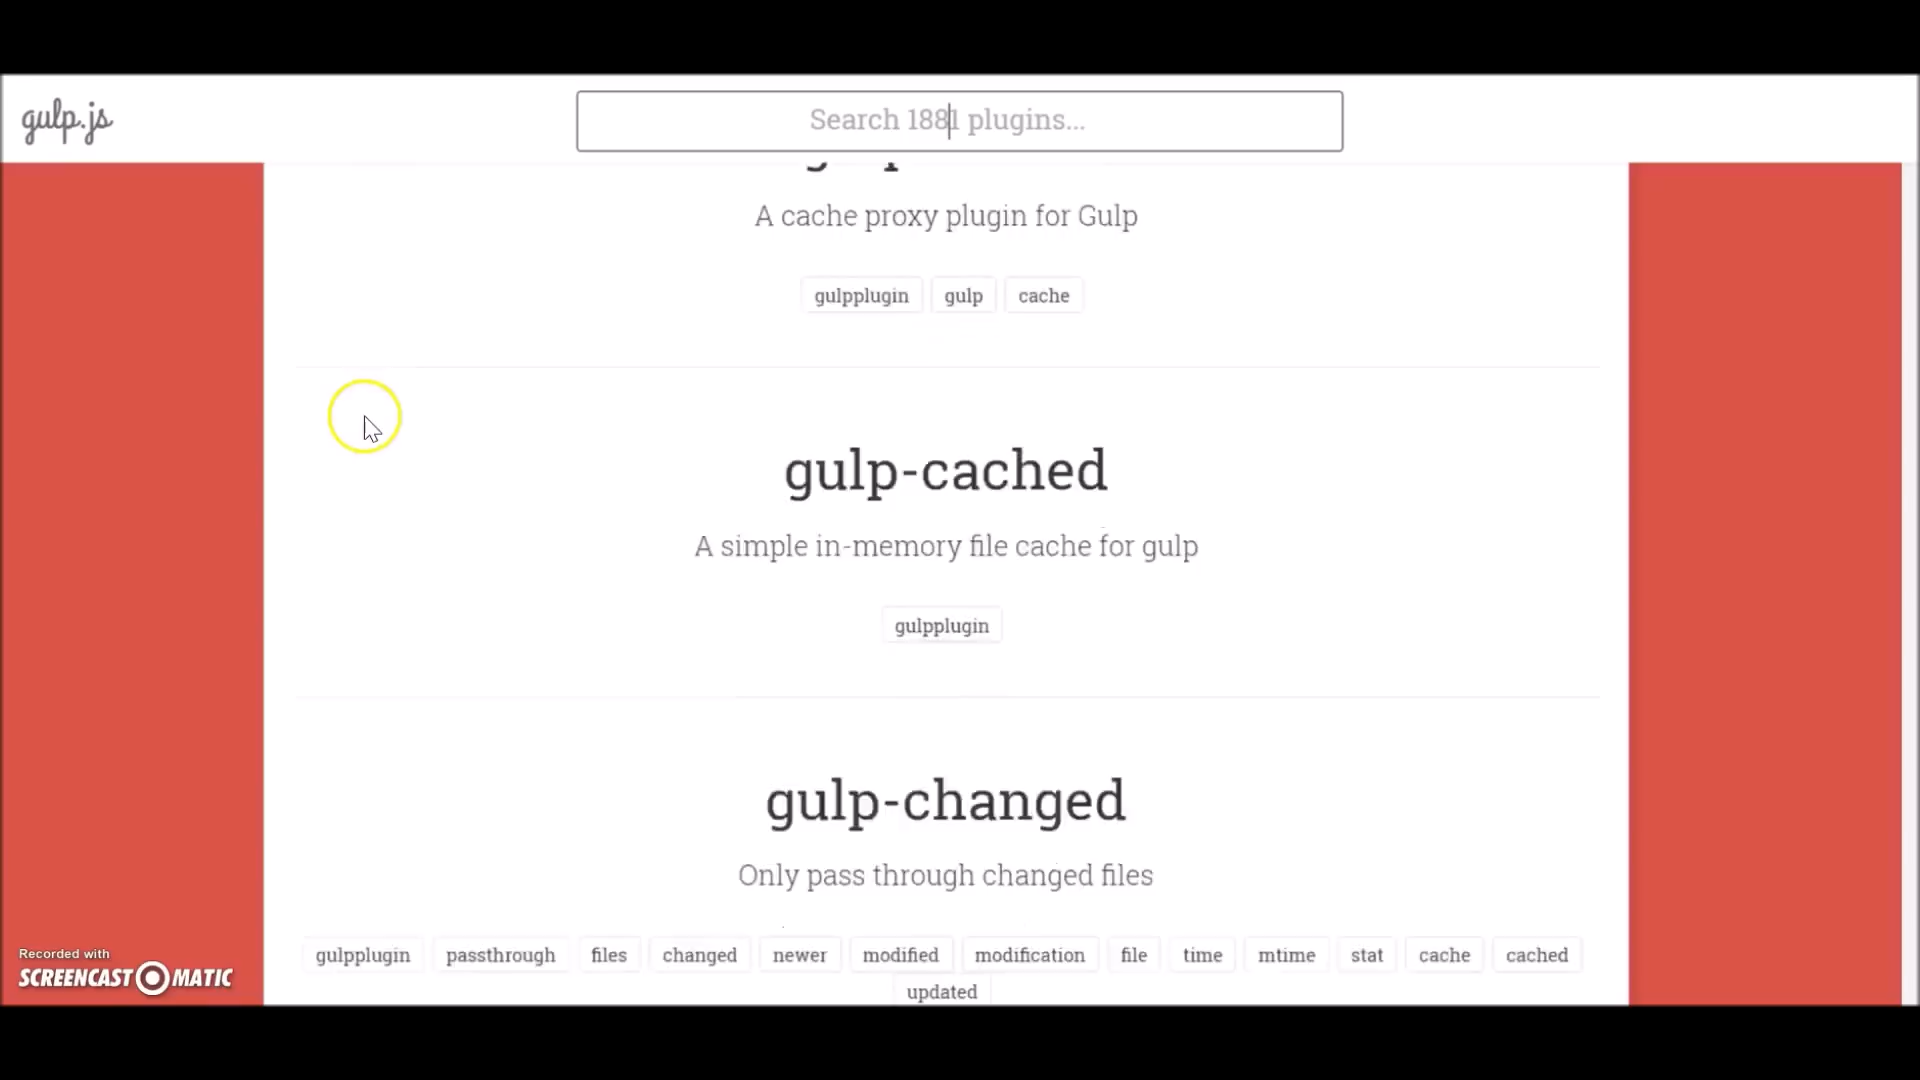 gulp.js
Search 1881 plugins...
A cache proxy plugin for Gulp
gulpplugin gulp cache
gulp-cached
A simple in-memory file cache for gulp
gulpplugin
gulp-changed
Only pass through changed files
gulpplugin passthrough files changed newer modified modification file time mtime stat cache cached
updated
Recorded with
SCREENCAST MATIC